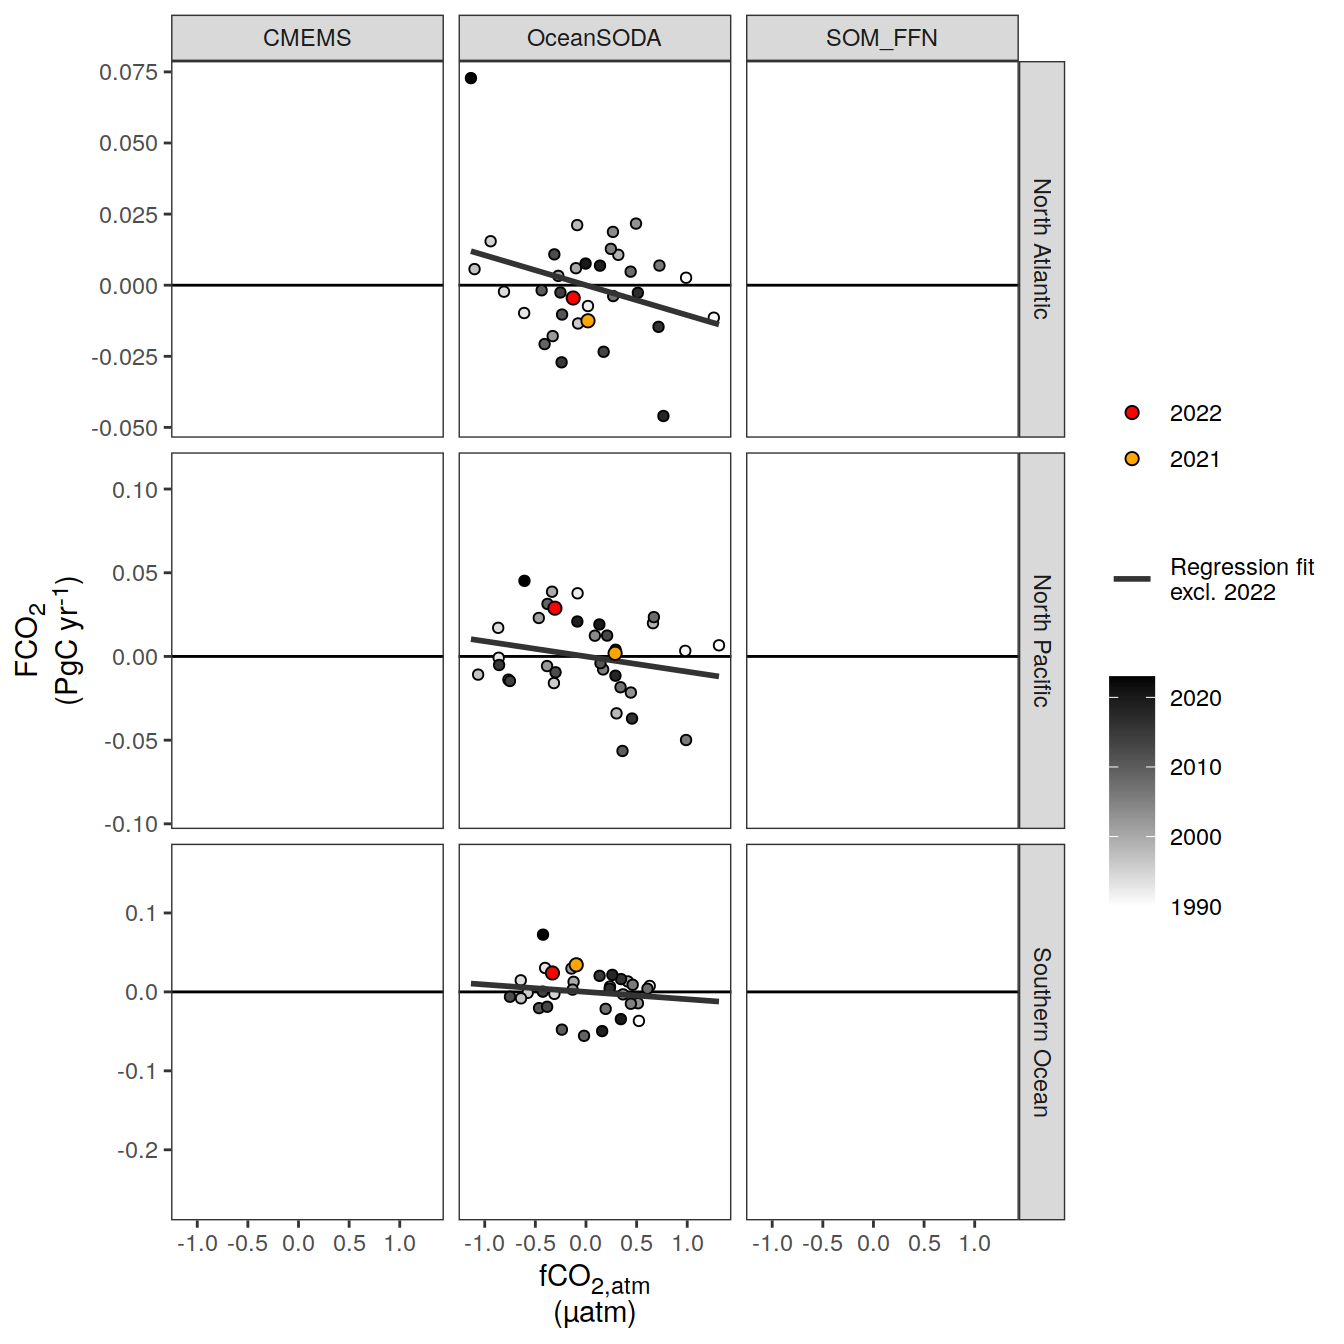 CMEMS
OceanSODA
SOM_FFN
0.075
0.050
0.025
0.000
-0.025
-0.050
North Atlantic
0.10
0.05
0.00
-0.05
-0.10
North Pacific
0.1
0.0
-0.1
-0.2
Southern Ocean
-1.0 -0.5 0.0 0.5 1.0
-1.0 -0.5 0.0 0.5 1.0
-1.0 -0.5 0.0 0.5 1.0
fCO2,atm
(µatm)
FCO2
(PgC yr-1)
2022
2021
Regression fit
excl. 2022
2020
2010
2000
1990